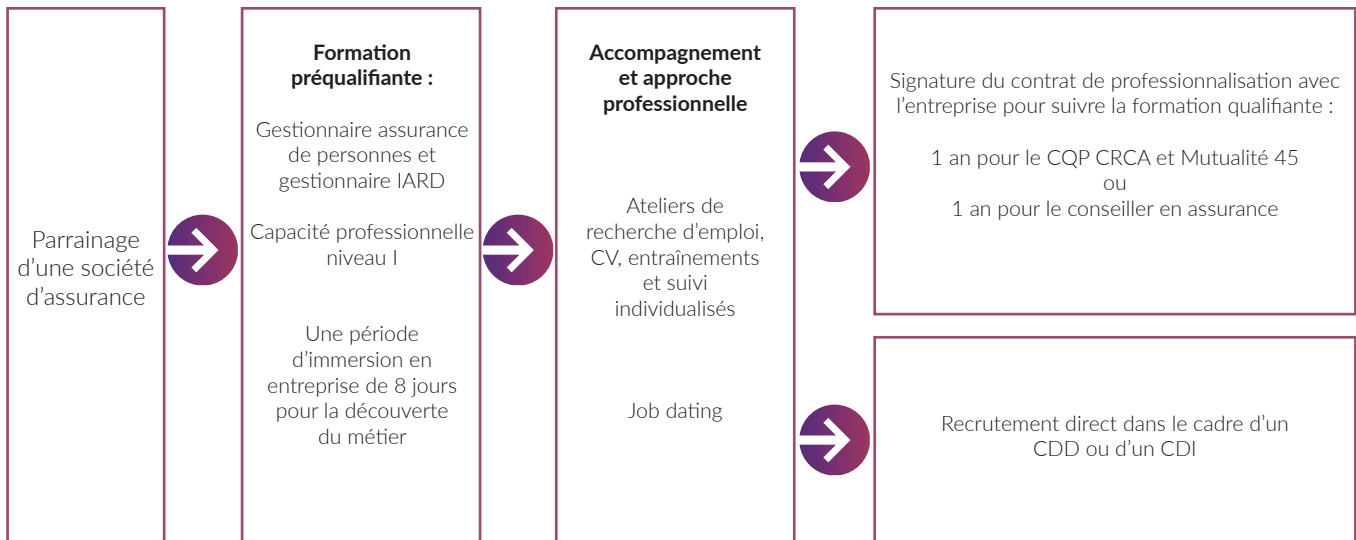 Parrainage
d'une société
d'assurance
Formation
préqualifiante :
Gestionnaire assurance
de personnes et
gestionnaire IARD
Capacité professionnelle
niveau I
Une période
d'immersion en
entreprise de 8 jours
pour la découverte
du métier
Accompagnement
et approche
professionnelle
Ateliers de
recherche d'emploi,
CV, entraînements
et suivi
individualisés
Job dating
Signature du contrat de professionnalisation avec
l'entreprise pour suivre la formation qualifiante :
1 an pour le CQP CRCA et Mutualité 45
ou
1 an pour le conseiller en assurance
Recrutement direct dans le cadre d'un
CDD ou d'un CDI